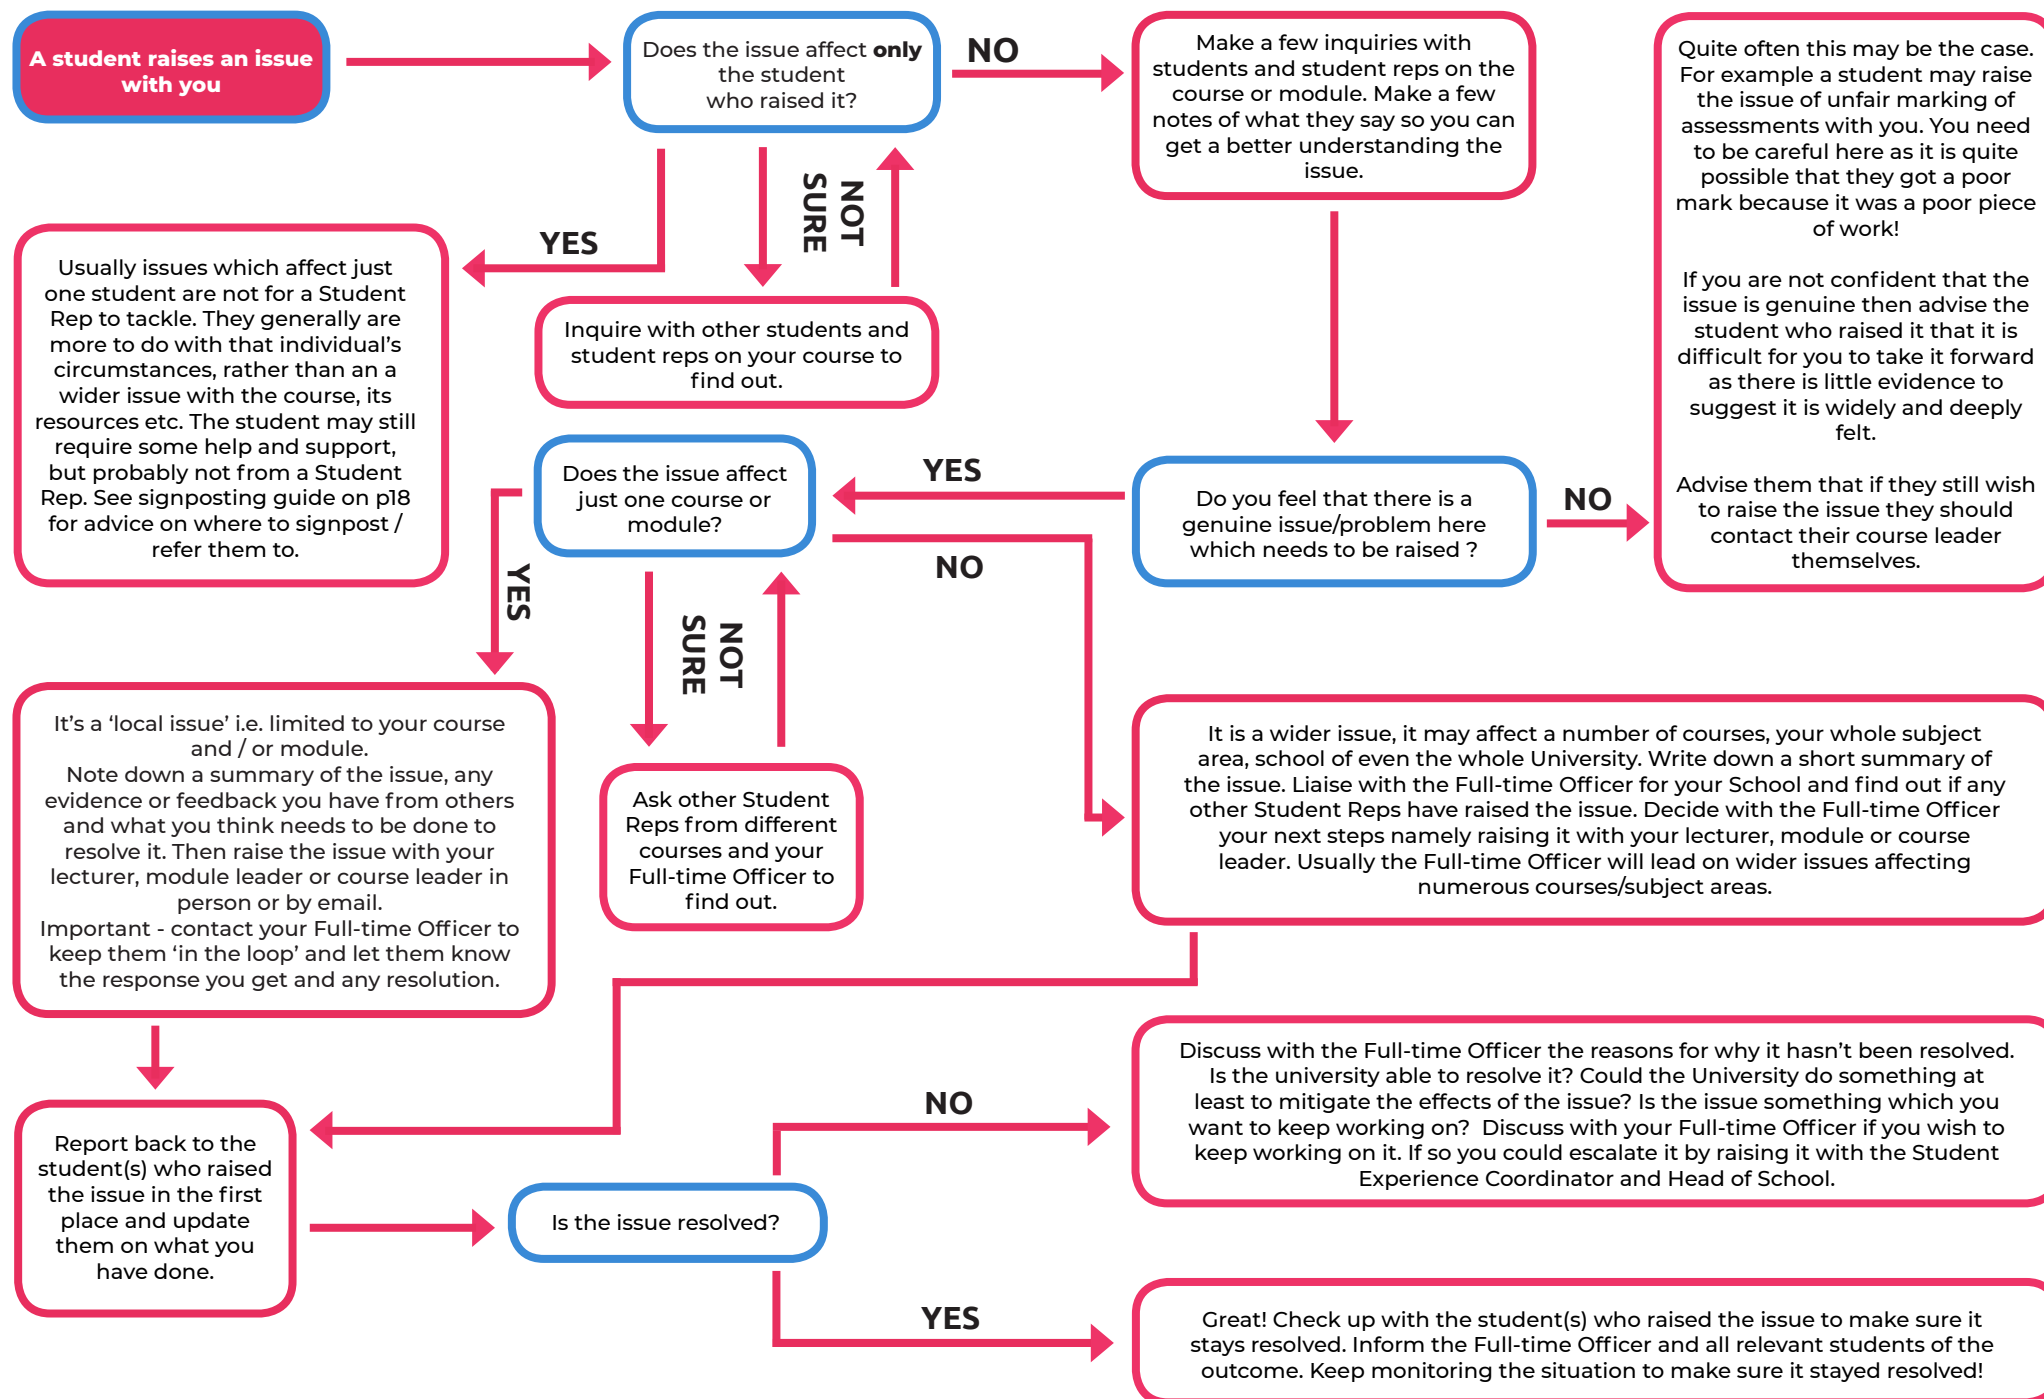 A student raises an issue
with you
Does the issue affect only
the student
who raised it?
NO
Make a few inquiries with
students and student reps on the
course or module. Make a few
notes of what they say so you can
get a better understanding the
issue.
Quite often this may be the case.
For example a student may raise
the issue of unfair marking of
assessments with you. You need
to be careful here as it is quite
possible that they got a poor
mark because it was a poor piece
of work!
If you are not confident that the
issue is genuine then advise the
student who raised it that it is
difficult for you to take it forward
as there is little evidence to
suggest it is widely and deeply
felt.
Advise them that if they still wish
to raise the issue they should
contact their course leader
themselves.
YES
NOT
SURE
Usually issues which affect just
one student are not for a Student
Rep to tackle. They generally are
more to do with that individual's
circumstances, rather than an a
wider issue with the course, its
resources etc. The student may still
require some help and support,
but probably not from a Student
Rep. See signposting guide on p18
for advice on where to signpost /
refer them to.
Inquire with other students and
student reps on your course to
find out.
Does the issue affect
just one course or
module?
YES
Do you feel that there is a
genuine issue/problem here
which needs to be raised ?
NO
NO
YES
NOT
SURE
It's a ‘local issue’ i.e. limited to your course
and / or module.
Note down a summary of the issue, any
evidence or feedback you have from others
and what you think needs to be done to
resolve it. Then raise the issue with your
lecturer, module leader or course leader in
person or by email.
Important - contact your Full-time Officer to
keep them ‘in the loop’ and let them know
the response you get and any resolution.
Ask other Student
Reps from different
courses and your
Full-time Officer to
find out.
It is a wider issue, it may affect a number of courses, your whole subject
area, school of even the whole University. Write down a short summary of
the issue. Liaise with the Full-time Officer for your School and find out if any
other Student Reps have raised the issue. Decide with the Full-time Officer
your next steps namely raising it with your lecturer, module or course
leader. Usually the Full-time Officer will lead on wider issues affecting
numerous courses/subject areas.
Report back to the
student(s) who raised
the issue in the first
place and update
them on what you
have done.
Is the issue resolved?
NO
Discuss with the Full-time Officer the reasons for why it hasn't been resolved.
Is the university able to resolve it? Could the University do something at
least to mitigate the effects of the issue? Is the issue something which you
want to keep working on? Discuss with your Full-time Officer if you wish to
keep working on it. If so you could escalate it by raising it with the Student
Experience Coordinator and Head of School.
YES
Great! Check up with the student(s) who raised the issue to make sure it
stays resolved. Inform the Full-time Officer and all relevant students of the
outcome. Keep monitoring the situation to make sure it stayed resolved!